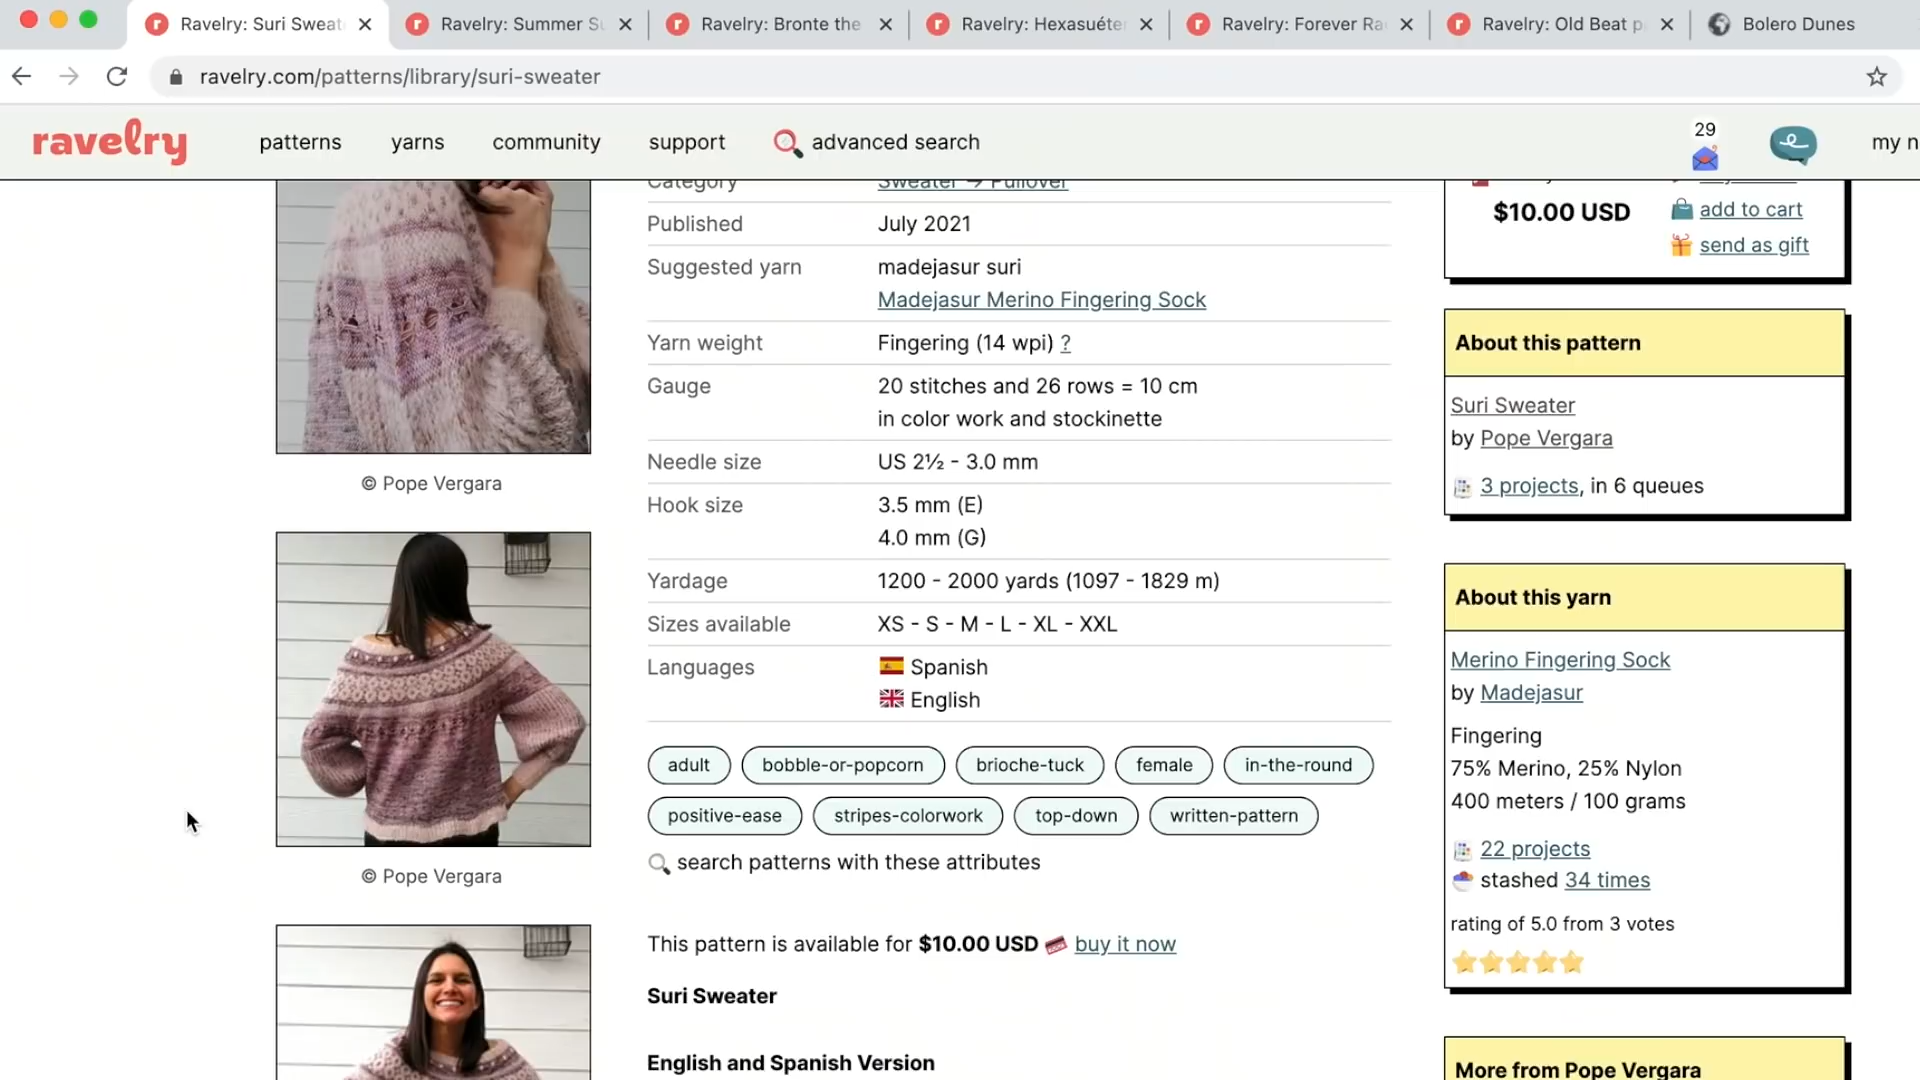 Ravelry: Suri Sweat
Ravelry: Summer S
Ravelry: Bronte the
Ravelry: Hexasuéter
Ravelry: Forever Ra
Ravelry: Old Beat p
Bolero Dunes
ravelry.com/patterns/library/suri-sweater
ravelry
patterns
yarns
community
support
advanced search
29
my n
Category
Sweater → Pullover
Published
July 2021
Suggested yarn
madejasur suri
Madejasur Merino Fingering Sock
Yarn weight
Fingering (14 wpi) ?
Gauge
20 stitches and 26 rows = 10 cm
in color work and stockinette
Needle size
US 2½ - 3.0 mm
Hook size
3.5 mm (E)
4.0 mm (G)
Yardage
1200 - 2000 yards (1097 - 1829 m)
Sizes available
XS - S - M - L - XL - XXL
Languages
Spanish
English
adult
bobble-or-popcorn
brioche-tuck
female
in-the-round
positive-ease
stripes-colorwork
top-down
written-pattern
search patterns with these attributes
This pattern is available for $10.00 USD buy it now
Suri Sweater
English and Spanish Version
© Pope Vergara
© Pope Vergara
$10.00 USD
add to cart
send as gift
About this pattern
Suri Sweater
by Pope Vergara
3 projects, in 6 queues
About this yarn
Merino Fingering Sock
by Madejasur
Fingering
75% Merino, 25% Nylon
400 meters / 100 grams
22 projects
stashed 34 times
rating of 5.0 from 3 votes
More from Pope Vergara